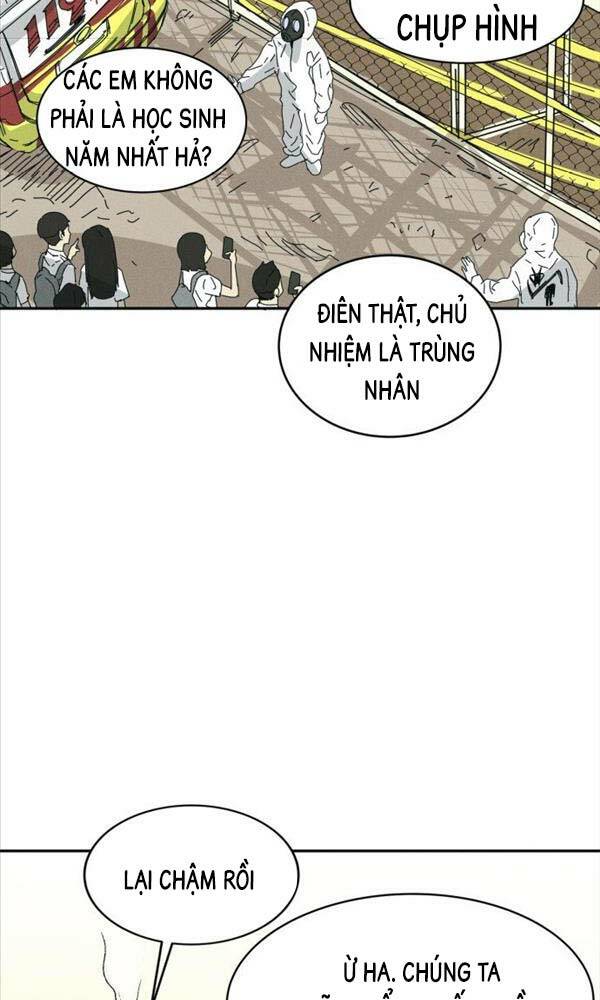 119
CHỤP HÌNH
CÁC EM KHÔNG
PHẢI LÀ HỌC SINH
NĂM NHẤT HẢ?
ĐIÊN THẬT, CHỦ
NHIỆM LÀ TRÙNG
NHÂN
LẠI CHẬM RỒI
Ừ HA. CHÚNG TA